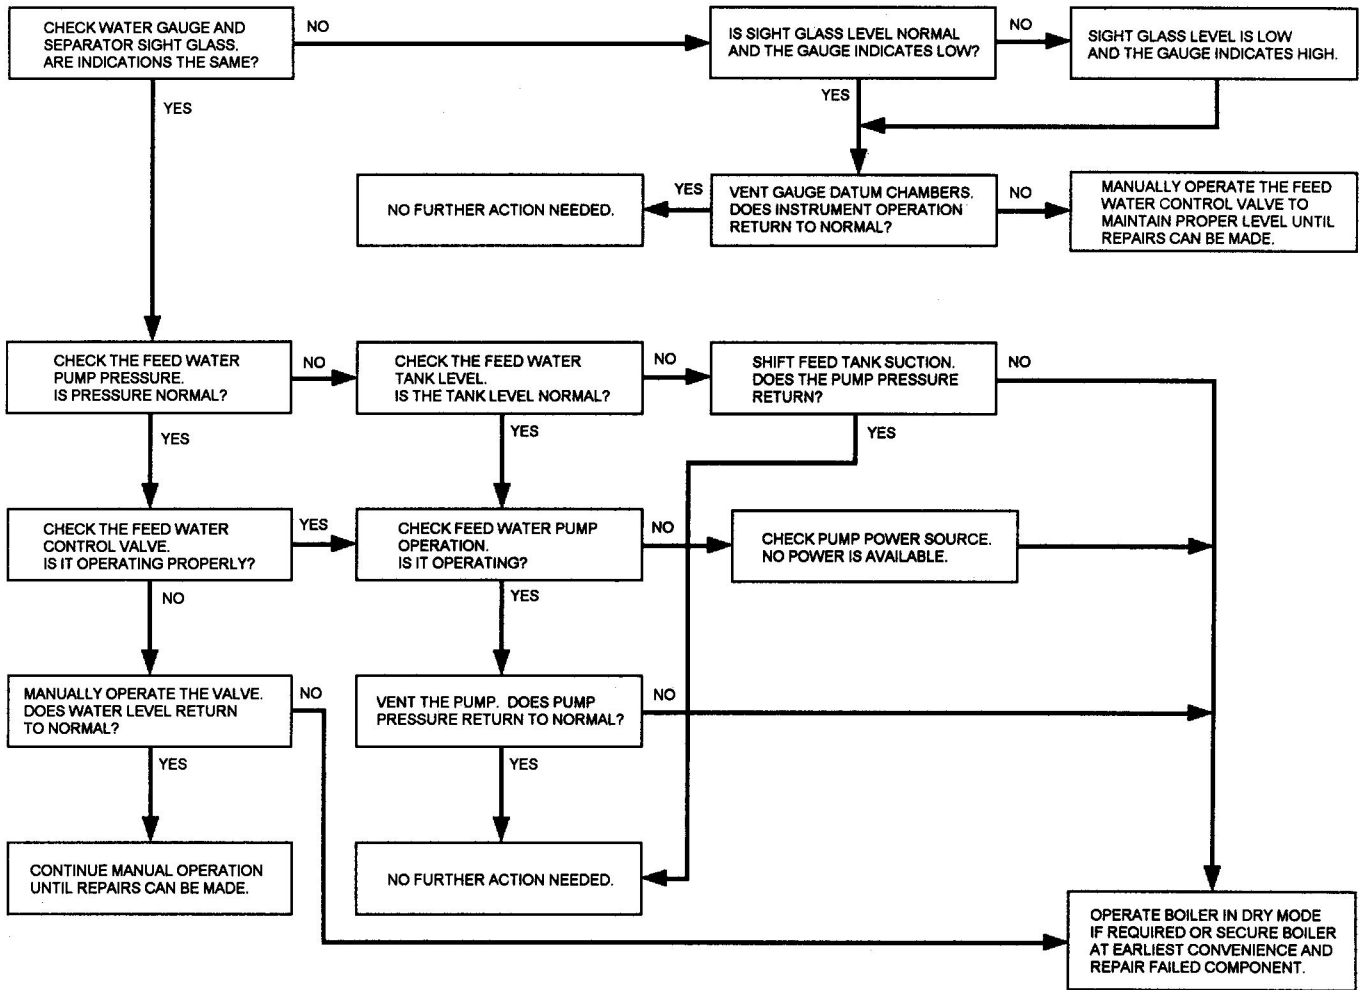 CHECK WATER GAUGE AND
SEPARATOR SIGHT GLASS.
ARE INDICATIONS THE SAME?
NO
IS SIGHT GLASS LEVEL NORMAL
AND THE GAUGE INDICATES LOW?
NO
SIGHT GLASS LEVEL IS LOW
AND THE GAUGE INDICATES HIGH.
YES
YES
NO FURTHER ACTION NEEDED.
YES
VENT GAUGE DATUM CHAMBERS.
DOES INSTRUMENT OPERATION
RETURN TO NORMAL?
NO
MANUALLY OPERATE THE FEED
WATER CONTROL VALVE TO
MAINTAIN PROPER LEVEL UNTIL
REPAIRS CAN BE MADE.
CHECK THE FEED WATER
PUMP PRESSURE.
IS PRESSURE NORMAL?
NO
CHECK THE FEED WATER
TANK LEVEL.
IS THE TANK LEVEL NORMAL?
NO
SHIFT FEED TANK SUCTION.
DOES THE PUMP PRESSURE
RETURN?
NO
YES
YES
YES
CHECK THE FEED WATER
CONTROL VALVE.
IS IT OPERATING PROPERLY?
YES
CHECK FEED WATER PUMP
OPERATION.
IS IT OPERATING?
NO
CHECK PUMP POWER SOURCE.
NO POWER IS AVAILABLE.
NO
YES
MANUALLY OPERATE THE VALVE.
DOES WATER LEVEL RETURN
TO NORMAL?
NO
VENT THE PUMP. DOES PUMP
PRESSURE RETURN TO NORMAL?
NO
YES
YES
CONTINUE MANUAL OPERATION
UNTIL REPAIRS CAN BE MADE.
NO FURTHER ACTION NEEDED.
OPERATE BOILER IN DRY MODE
IF REQUIRED OR SECURE BOILER
AT EARLIEST CONVENIENCE AND
REPAIR FAILED COMPONENT.